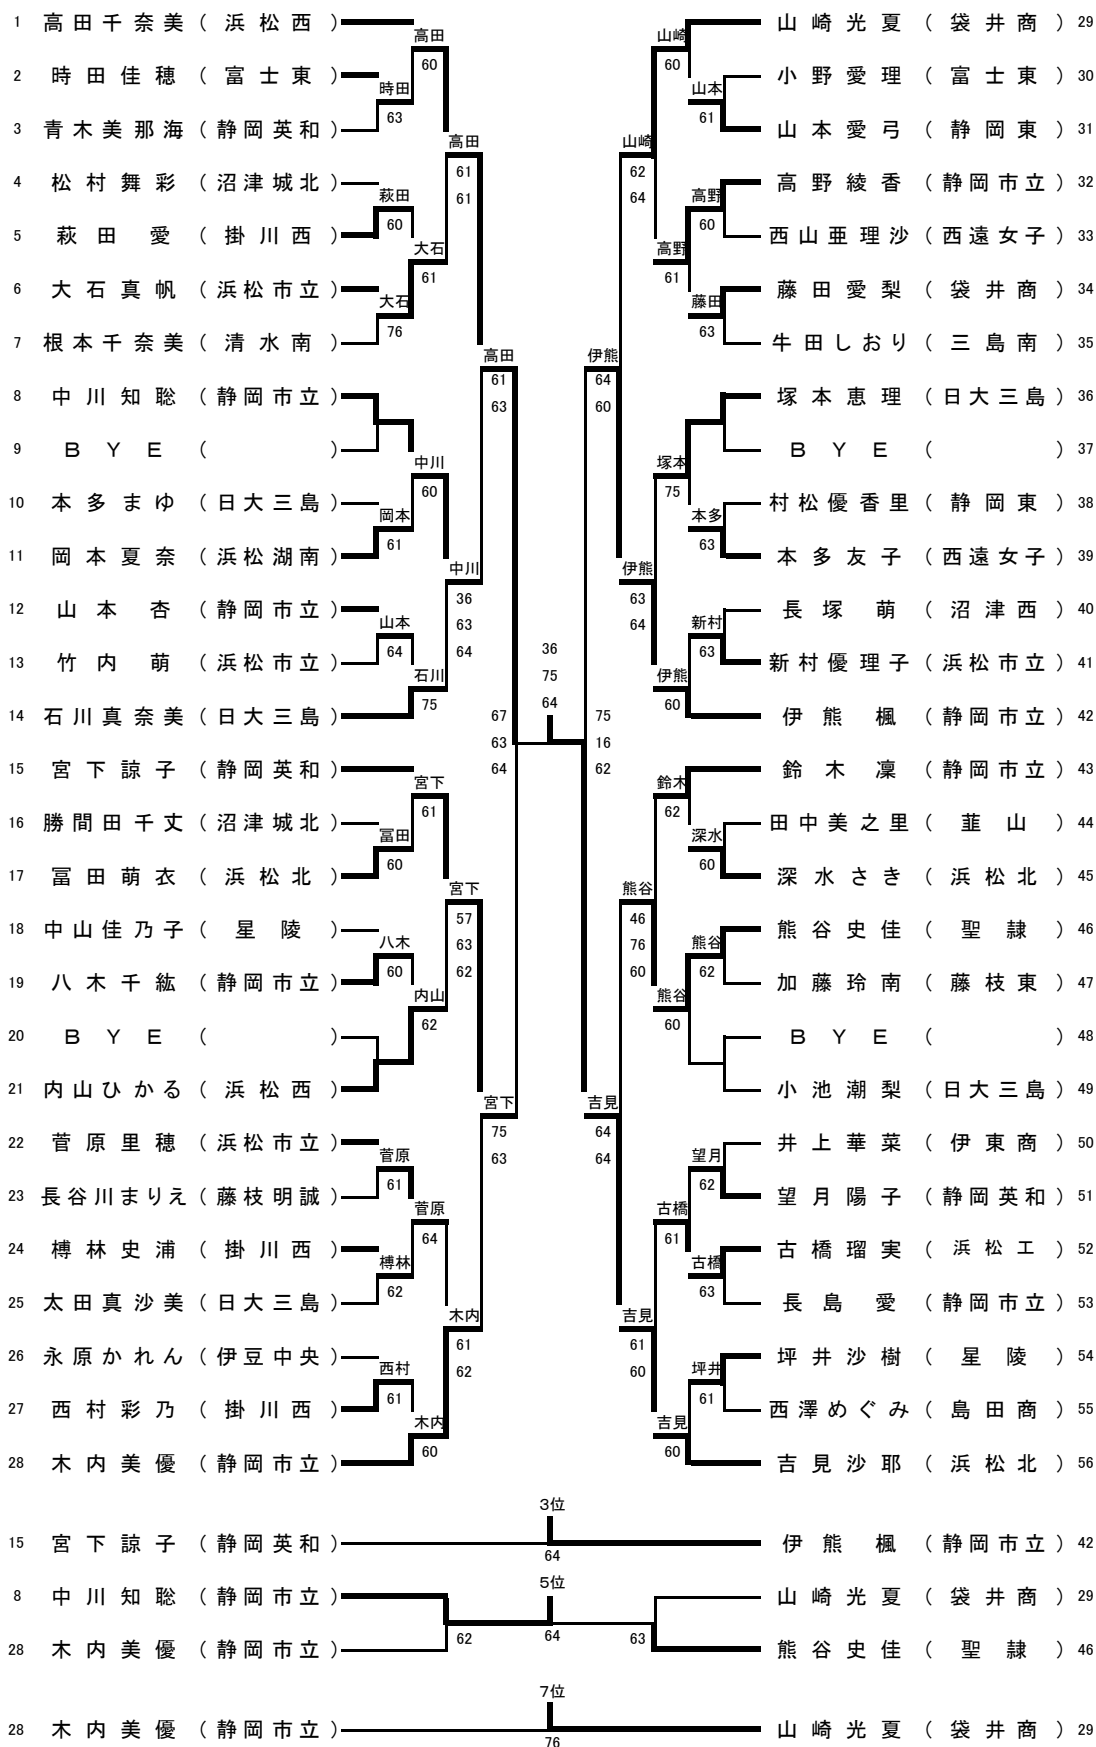 1 高田千奈美 (浜松西) 山崎光夏 (袋井商) 29
高田 山崎
60 60
2 時田佳穂 (富士東) 小野愛理 (富士東) 30
時田 山本
63 61
3 青木美那海 (静岡英和) 山本愛弓 (静岡東) 31
高田 山崎
61 62
61 64
4 松村舞彩 (沼津城北) 高野綾香 (静岡市立) 32
萩田 高野
60 60
5 萩田愛 (掛川西) 西山亜理沙 (西遠女子) 33
大石 高野
61 61
6 大石真帆 (浜松市立) 藤田愛梨 (袋井商) 34
大石 藤田
76 63
7 根本千奈美 (清水南) 牛田しおり (三島南) 35
高田 伊熊
61 64
63 60
8 中川知聡 (静岡市立) 塚本恵理 (日大三島) 36
9 BYE ( ) BYE ( ) 37
中川 塚本
60 75
10 本多まゆ (日大三島) 村松優香里 (静岡東) 38
岡本 本多
61 63
11 岡本夏奈 (浜松湖南) 本多友子 (西遠女子) 39
中川 伊熊
36 63
63 64
64
12 山本杏 (静岡市立) 長塚萌 (沼津西) 40
山本 新村
64 63
13 竹内萌 (浜松市立) 新村優理子 (浜松市立) 41
石川 伊熊
75 60
14 石川真奈美 (日大三島) 伊熊楓 (静岡市立) 42
36
75
64
67 75
63 16
64 62
15 宮下諒子 (静岡英和) 鈴木凜 (静岡市立) 43
宮下 鈴木
61 62
16 勝間田千丈 (沼津城北) 田中美之里 (韮山) 44
冨田 深水
60 60
17 冨田萌衣 (浜松北) 深水さき (浜松北) 45
宮下 熊谷
57 46
63 76
62 60
18 中山佳乃子 (星陵) 熊谷史佳 (聖隷) 46
八木 熊谷
60 62
19 八木千紘 (静岡市立) 加藤玲南 (藤枝東) 47
内山 熊谷
62 60
20 BYE ( ) BYE ( ) 48
21 内山ひかる (浜松西) 小池潮梨 (日大三島) 49
宮下 吉見
75 64
63 64
22 菅原里穂 (浜松市立) 井上華菜 (伊東商) 50
菅原 望月
61 62
23 長谷川まりえ (藤枝明誠) 望月陽子 (静岡英和) 51
菅原 古橋
64 61
24 榑林史浦 (掛川西) 古橋瑠実 (浜松工) 52
榑林 古橋
62 63
25 太田真沙美 (日大三島) 長島愛 (静岡市立) 53
木内 吉見
61 61
62 60
26 永原かれん (伊豆中央) 坪井沙樹 (星陵) 54
西村 坪井
61 61
27 西村彩乃 (掛川西) 西澤めぐみ (島田商) 55
木内 吉見
60 60
28 木内美優 (静岡市立) 吉見沙耶 (浜松北) 56
3位
15 宮下諒子 (静岡英和) 伊熊楓 (静岡市立) 42
64
5位
8 中川知聡 (静岡市立) 山崎光夏 (袋井商) 29
62 64 63
28 木内美優 (静岡市立) 熊谷史佳 (聖隷) 46
7位
28 木内美優 (静岡市立) 山崎光夏 (袋井商) 29
76